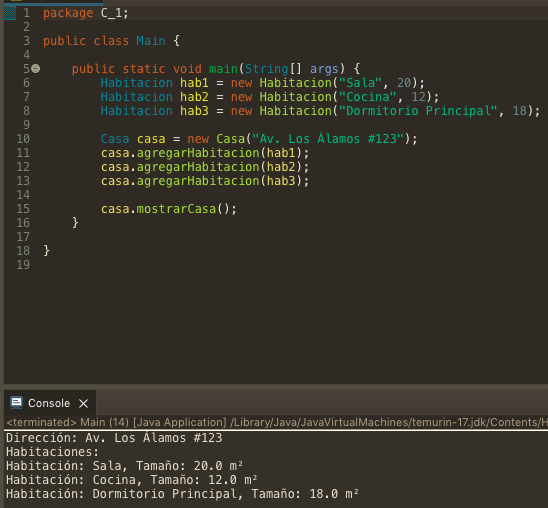 1 package C_1;
2
3 public class Main {
4
5 public static void main(String[] args) {
6 Habitacion hab1 = new Habitacion("Sala", 20);
7 Habitacion hab2 = new Habitacion("Cocina", 12);
8 Habitacion hab3 = new Habitacion("Dormitorio Principal", 18);
9
10 Casa casa = new Casa("Av. Los Álamos #123");
11 casa.agregarHabitacion(hab1);
12 casa.agregarHabitacion(hab2);
13 casa.agregarHabitacion(hab3);
14
15 casa.mostrarCasa();
16 }
17
18 }
19
Console
<terminated> Main (14) [Java Application] /Library/Java/JavaVirtualMachines/temurin-17.jdk/Contents/H
Dirección: Av. Los Álamos #123
Habitaciones:
Habitación: Sala, Tamaño: 20.0 m²
Habitación: Cocina, Tamaño: 12.0 m²
Habitación: Dormitorio Principal, Tamaño: 18.0 m²